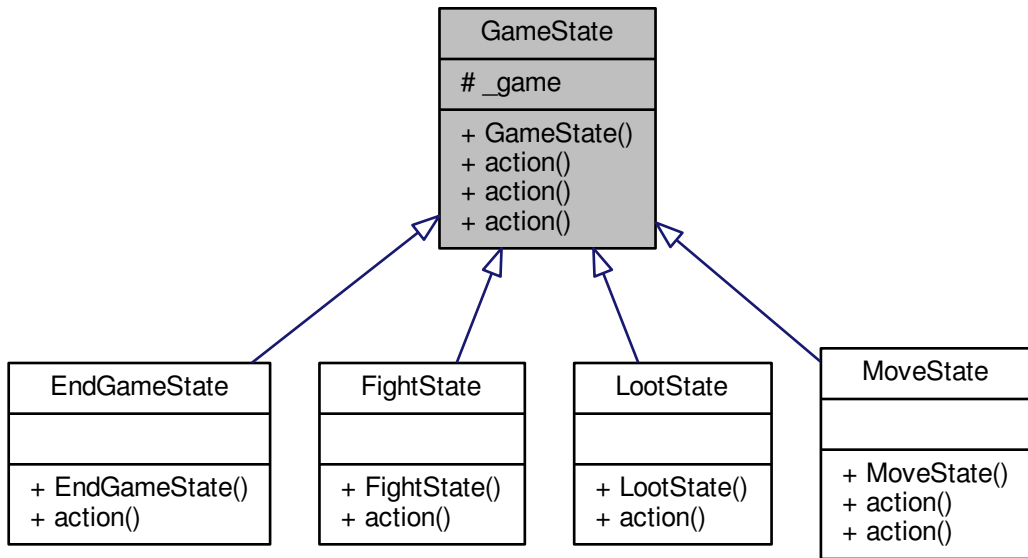 GameState
# _game
+ GameState()
+ action()
+ action()
+ action()
EndGameState
+ EndGameState()
+ action()
FightState
+ FightState()
+ action()
LootState
+ LootState()
+ action()
MoveState
+ MoveState()
+ action()
+ action()